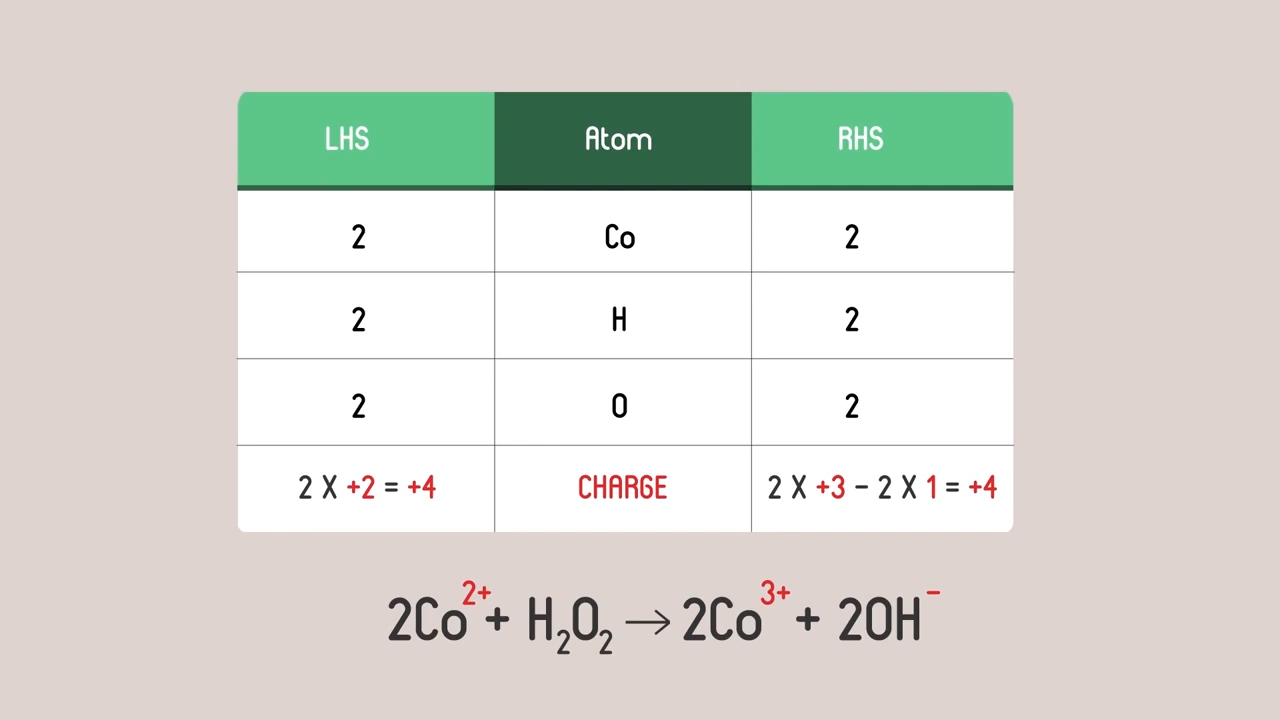 LHS Atom RHS
2 Co 2
2 H 2
2 O 2
2 X +2 = +4 CHARGE 2 X +3 - 2 X 1 = +4
2Co²⁺ + H₂O₂ → 2Co³⁺ + 2OH⁻